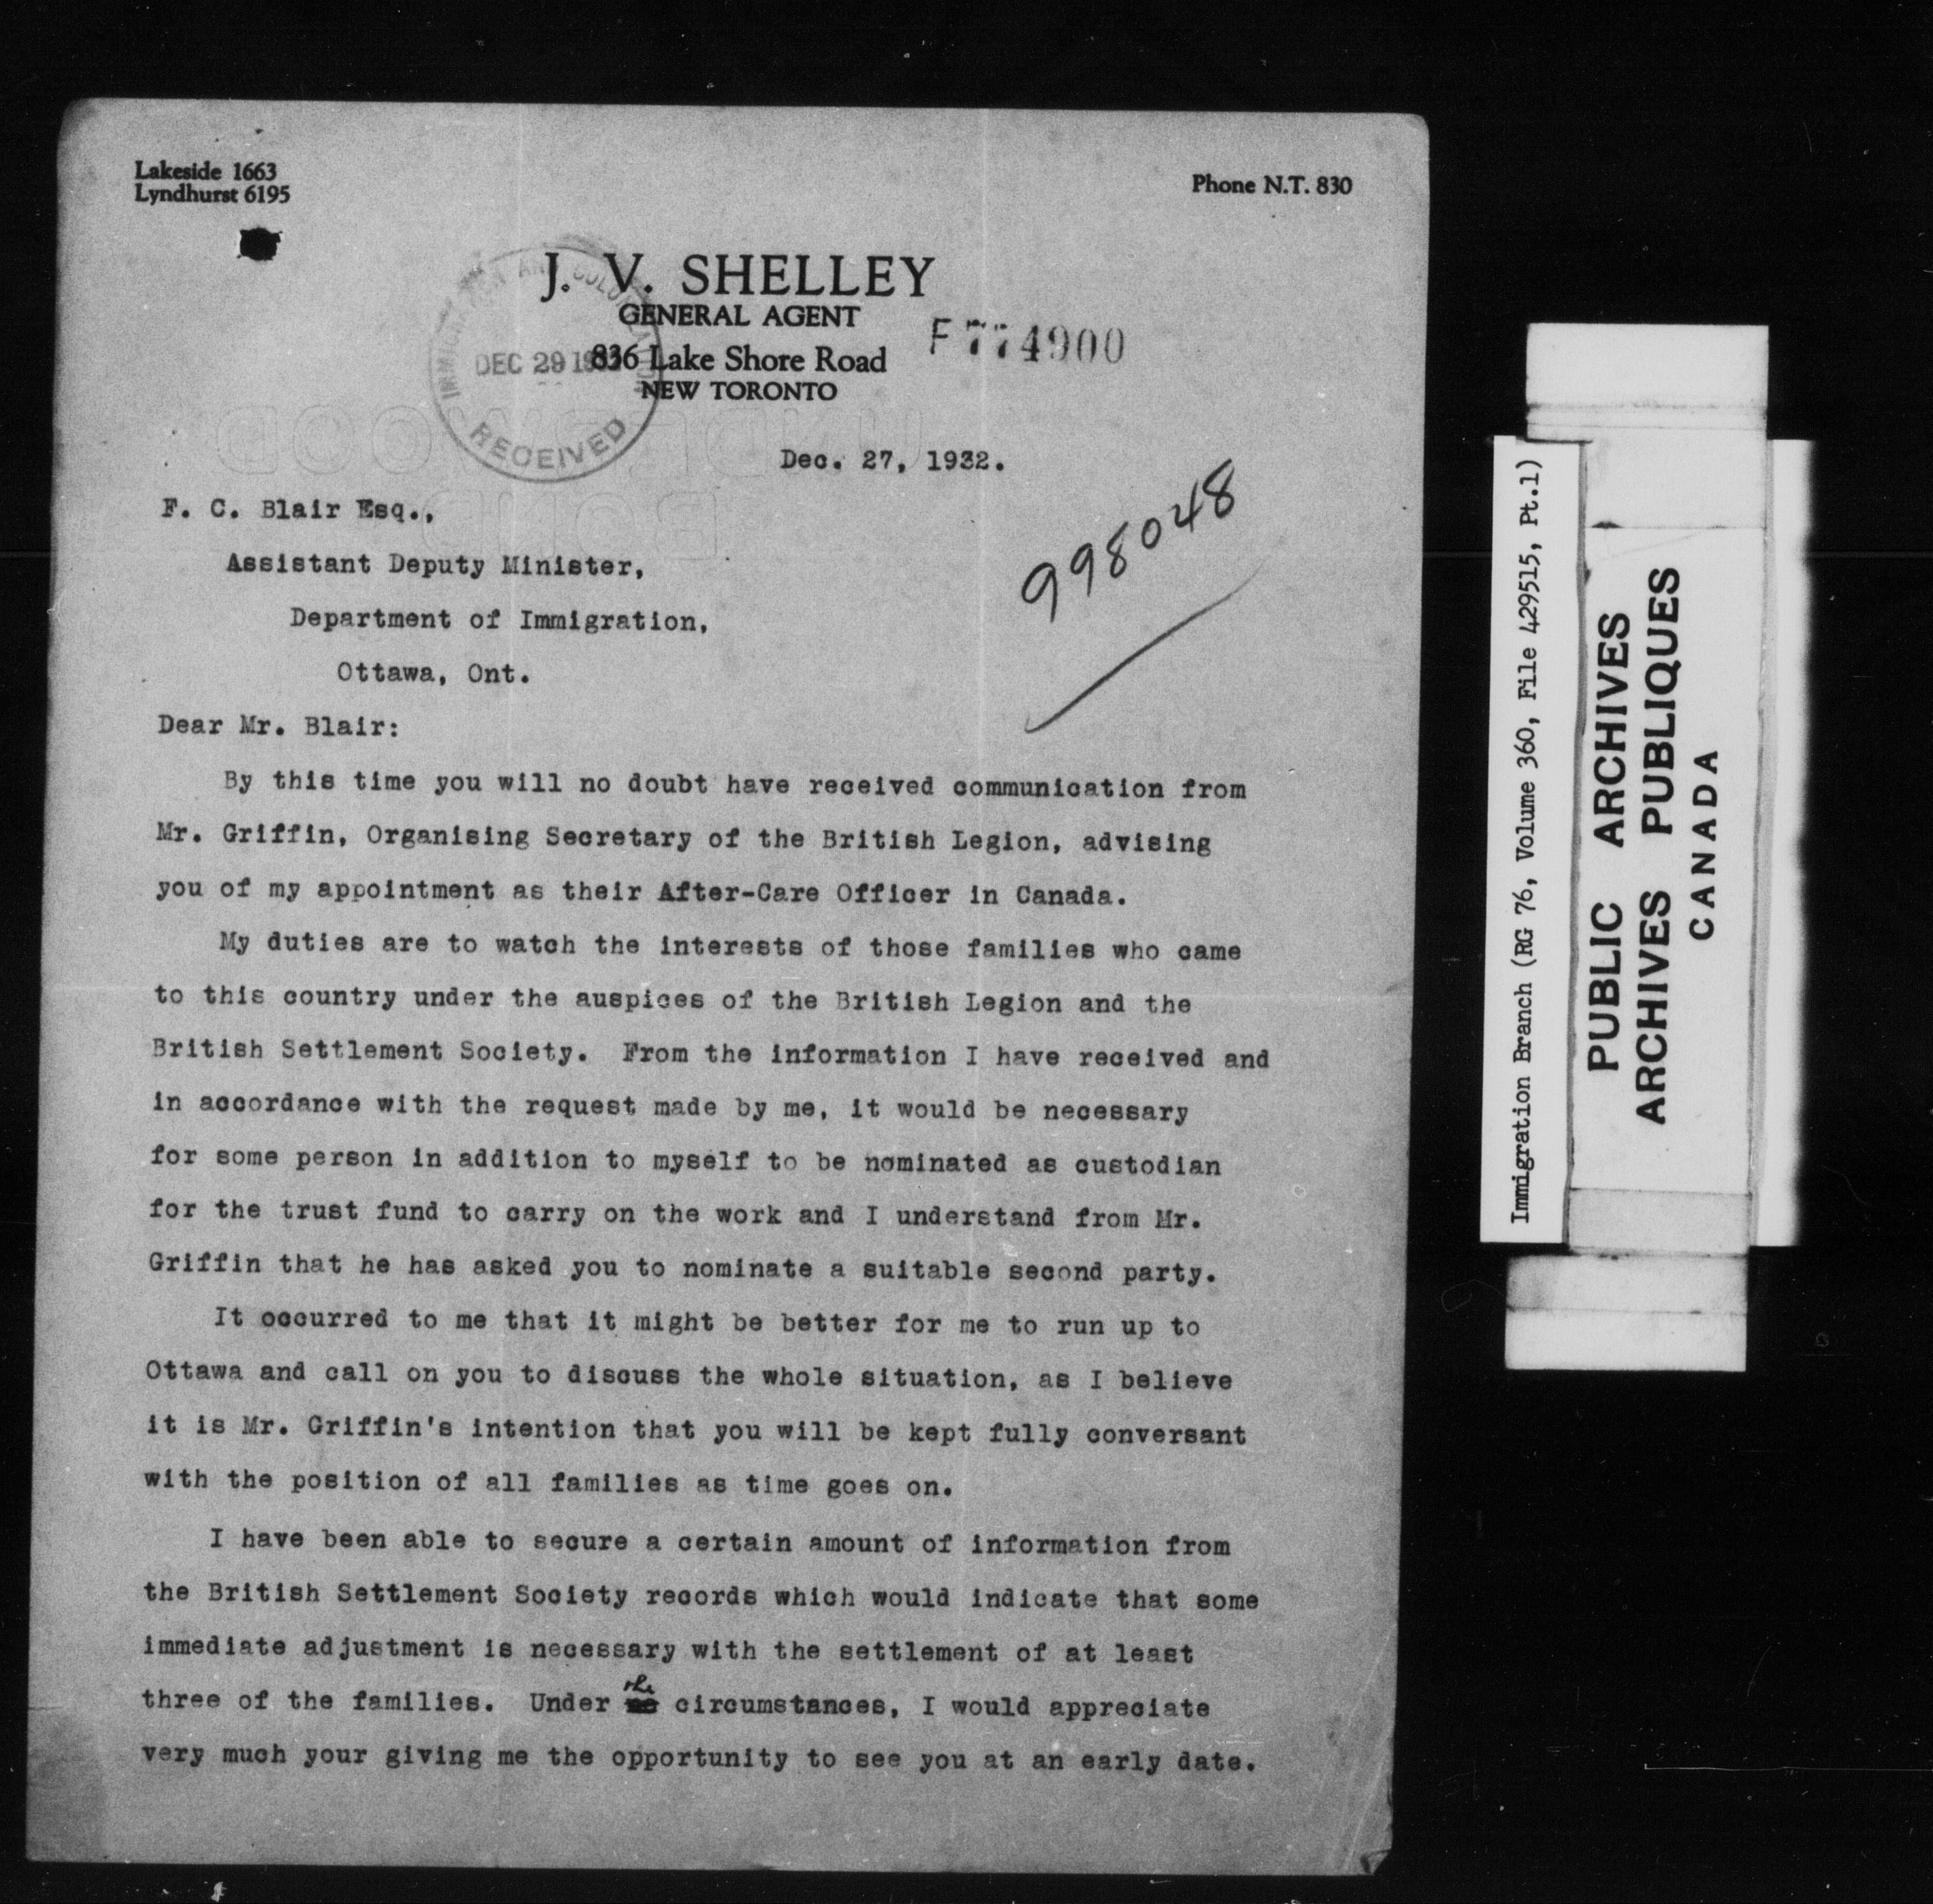 Lakeside 1663
Lyndhurst 6195
Phone N.T. 830
J. V. SHELLEY
GENERAL AGENT
836 Lake Shore Road
NEW TORONTO
F774900
IMMIGRATION AND COLONIZATION
DEC 29 1932
RECEIVED
Dec. 27, 1932.
998048
F. C. Blair Esq.,
Assistant Deputy Minister,
Department of Immigration,
Ottawa, Ont.
Dear Mr. Blair:
By this time you will no doubt have received communication from
Mr. Griffin, Organising Secretary of the British Legion, advising
you of my appointment as their After-Care Officer in Canada.
My duties are to watch the interests of those families who came
to this country under the auspices of the British Legion and the
British Settlement Society. From the information I have received and
in accordance with the request made by me, it would be necessary
for some person in addition to myself to be nominated as custodian
for the trust fund to carry on the work and I understand from Mr.
Griffin that he has asked you to nominate a suitable second party.
It occurred to me that it might be better for me to run up to
Ottawa and call on you to discuss the whole situation, as I believe
it is Mr. Griffin's intention that you will be kept fully conversant
with the position of all families as time goes on.
I have been able to secure a certain amount of information from
the British Settlement Society records which would indicate that some
immediate adjustment is necessary with the settlement of at least
three of the families. Under the circumstances, I would appreciate
very much your giving me the opportunity to see you at an early date.
Immigration Branch (RG 76, Volume 360, File 429515, Pt.1)
PUBLIC ARCHIVES
ARCHIVES PUBLIQUES
CANADA